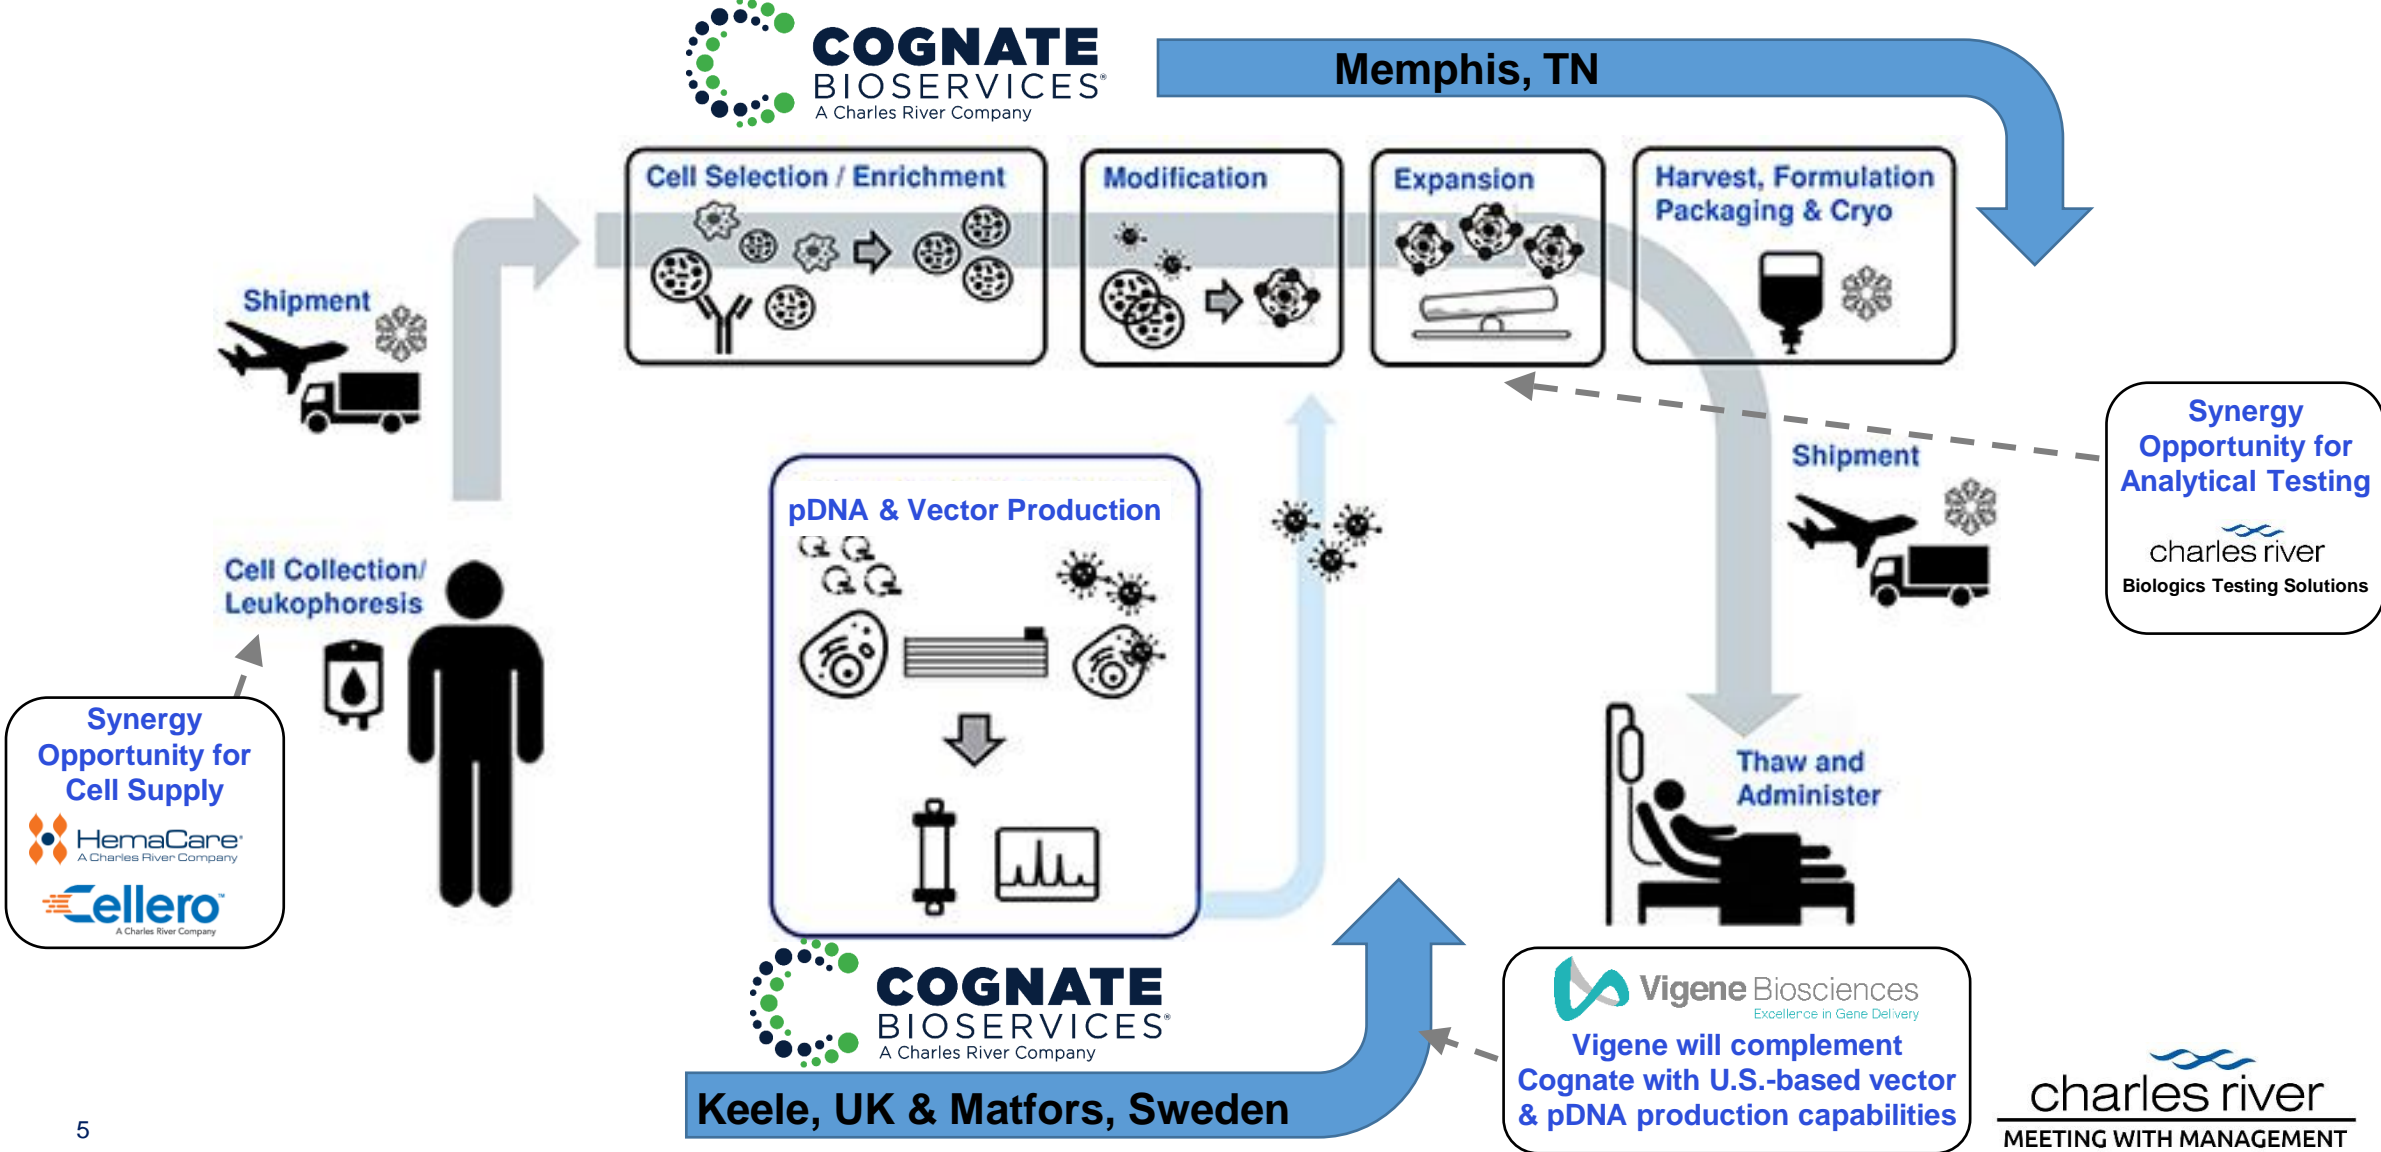 COGNATE
BIOSERVICES®
A Charles River Company
Memphis, TN
Cell Selection / Enrichment
Modification
Expansion
Harvest, Formulation
Packaging & Cryo
Shipment
Synergy
Opportunity for
Analytical Testing
charles river
Biologics Testing Solutions
Shipment
pDNA & Vector Production
Cell Collection/
Leukophoresis
Synergy
Opportunity for
Cell Supply
HemaCare®
A Charles River Company
Cellero™
A Charles River Company
Thaw and
Administer
COGNATE
BIOSERVICES®
A Charles River Company
Keele, UK & Matfors, Sweden
Vigene Biosciences
Excellence in Gene Delivery
Vigene will complement
Cognate with U.S.-based vector
& pDNA production capabilities
charles river
MEETING WITH MANAGEMENT
5